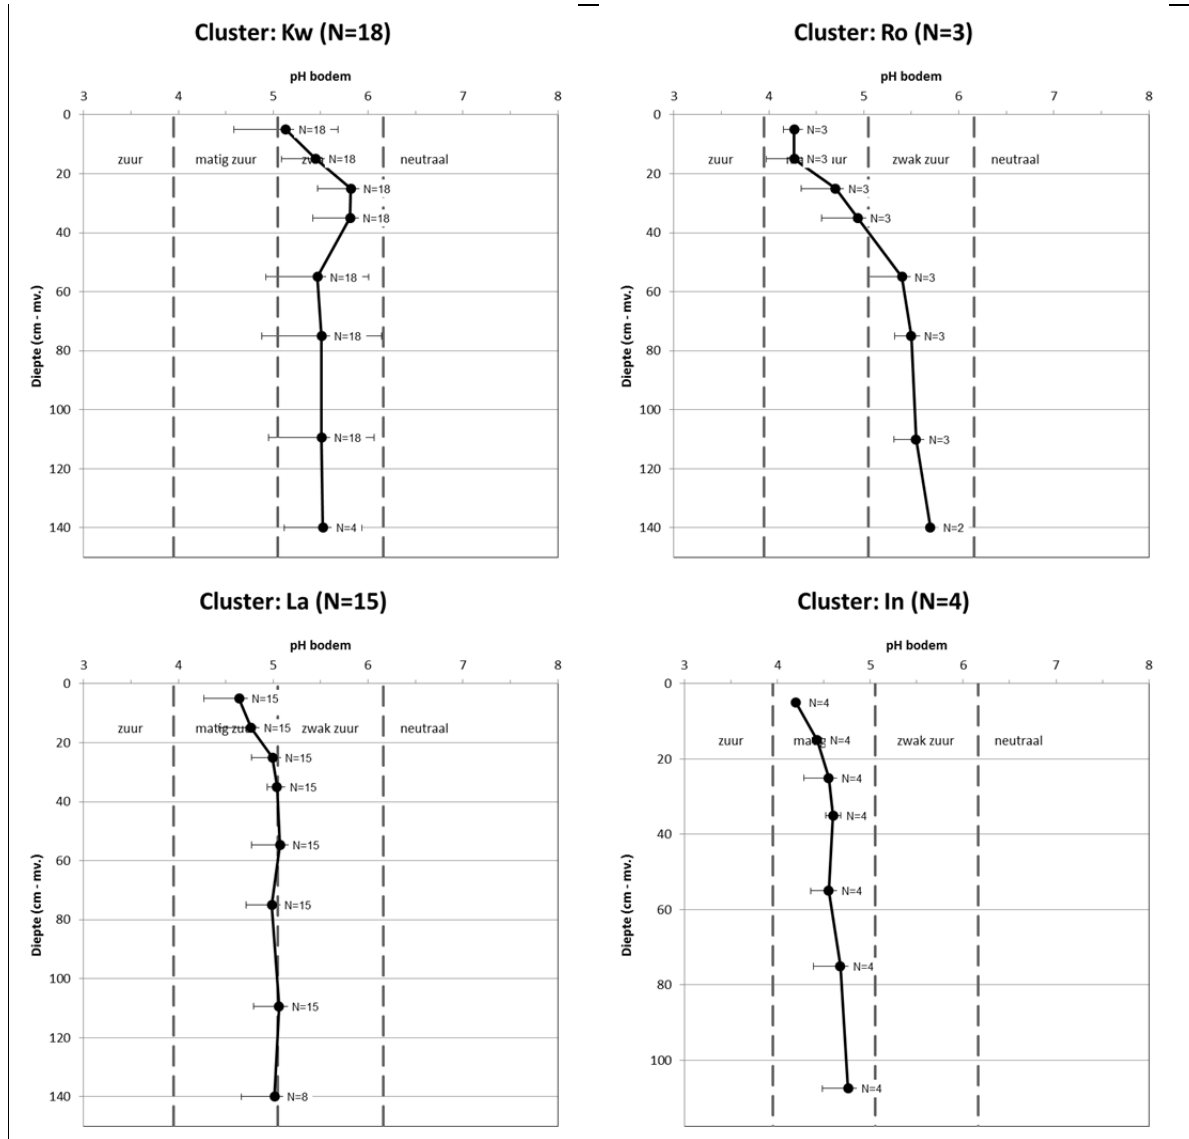 Cluster: Kw (N=18)
pH bodem
3 4 5 6 7 8
0
N=18
zuur matig zuur neutraal
N=18
20
N=18
N=18
40
N=18
60
N=18
80
100
N=18
120
140
N=4
Diepte (cm - mv.)
Cluster: Ro (N=3)
pH bodem
3 4 5 6 7 8
0
N=3
zuur N=3 zwak zuur neutraal
20
N=3
N=3
40
N=3
60
N=3
80
100
N=3
120
140
N=2
Diepte (cm - mv.)
Cluster: La (N=15)
pH bodem
3 4 5 6 7 8
0
N=15
zuur matig zuur N=15 zwak zuur neutraal
20
N=15
N=15
40
N=15
60
N=15
80
100
N=15
120
140
N=8
Diepte (cm - mv.)
Cluster: In (N=4)
pH bodem
3 4 5 6 7 8
0
N=4
zuur N=4 zwak zuur neutraal
20
N=4
N=4
40
N=4
60
N=4
80
100
N=4
Diepte (cm - mv.)